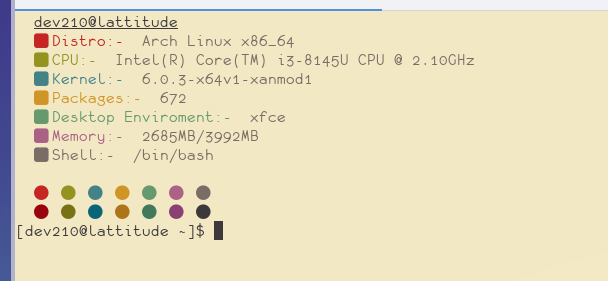 dev210@lattitude
Distro:- Arch Linux x86_64
CPU:- Intel(R) Core(TM) i3-8145U CPU @ 2.10GHz
Kernel:- 6.0.3-x64v1-xanmod1
Packages:- 672
Desktop Enviroment:- xfce
Memory:- 2685MB/3992MB
Shell:- /bin/bash
[dev210@lattitude ~]$